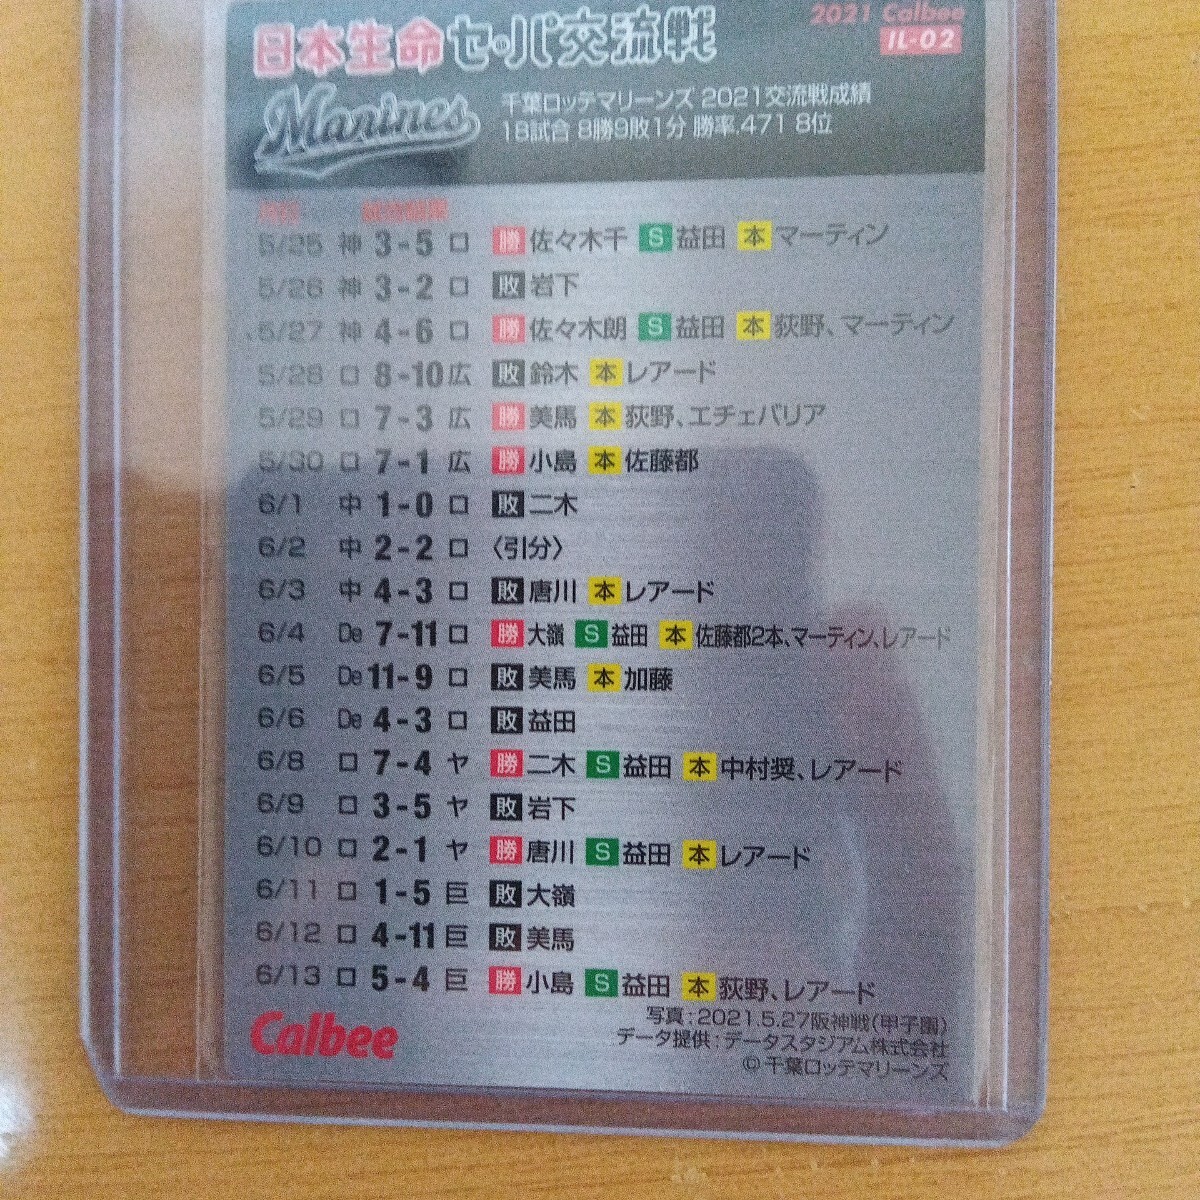 2021 Calbee
IL-02
日本生命 セ・パ交流戦
Marines
千葉ロッテマリーンズ 2021交流戦成績
18試合 8勝9敗1分 勝率.471 8位
5/25 神 3-5 ロ 勝 佐々木千 S 益田 本 マーティン
5/26 神 3-2 ロ 敗 岩下
5/27 神 4-6 ロ 勝 佐々木朗 S 益田 本 荻野、マーティン
5/28 ロ 8-10 広 敗 鈴木 本 レアード
5/29 ロ 7-3 広 勝 美馬 本 荻野、エチェバリア
5/30 ロ 7-1 広 勝 小島 本 佐藤都
6/1 中 1-0 ロ 敗 二木
6/2 中 2-2 ロ 〈引分〉
6/3 中 4-3 ロ 敗 唐川 本 レアード
6/4 De 7-11 ロ 勝 大嶺 S 益田 本 佐藤都2本、マーティン、レアード
6/5 De 11-9 ロ 敗 美馬 本 加藤
6/6 De 4-3 ロ 敗 益田
6/8 ロ 7-4 ヤ 勝 二木 S 益田 本 中村奨、レアード
6/9 ロ 3-5 ヤ 敗 岩下
6/10 ロ 2-1 ヤ 勝 唐川 S 益田 本 レアード
6/11 ロ 1-5 巨 敗 大嶺
6/12 ロ 4-11 巨 敗 美馬
6/13 ロ 5-4 巨 勝 小島 S 益田 本 荻野、レアード
Calbee
写真：2021.5.27阪神戦（甲子園）
データ提供：データスタジアム株式会社
© 千葉ロッテマリーンズ